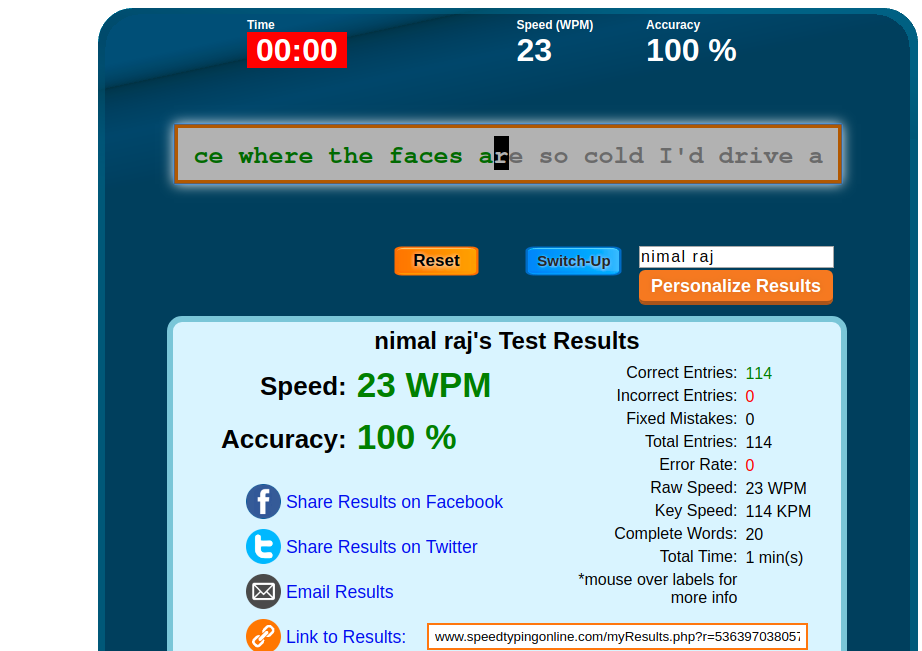 Time
00:00
Speed (WPM)
23
Accuracy
100 %
ce where the faces are so cold I'd drive a
Reset
Switch-Up
nimal raj
Personalize Results
nimal raj's Test Results
Speed: 23 WPM
Accuracy: 100 %
Share Results on Facebook
Share Results on Twitter
Email Results
Link to Results: www.speedtypingonline.com/myResults.php?r=536397038057
Correct Entries: 114
Incorrect Entries: 0
Fixed Mistakes: 0
Total Entries: 114
Error Rate: 0
Raw Speed: 23 WPM
Key Speed: 114 KPM
Complete Words: 20
Total Time: 1 min(s)
*mouse over labels for
more info